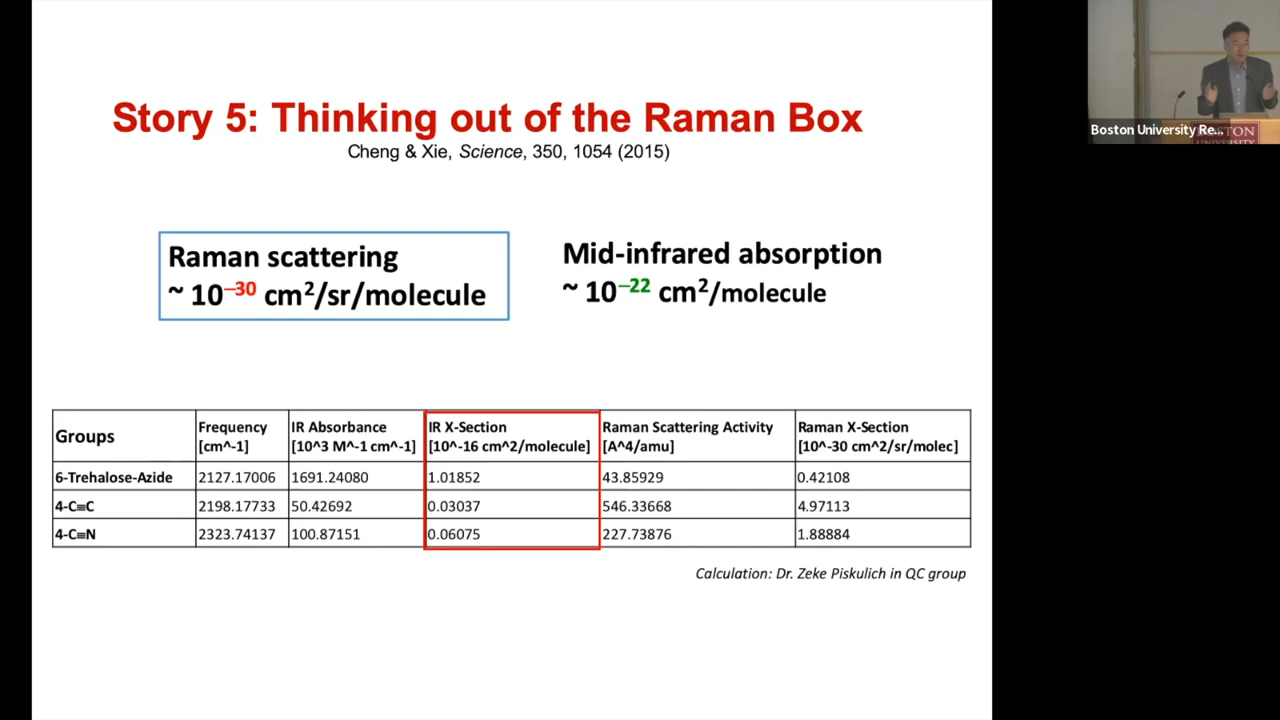 Story 5: Thinking out of the Raman Box
Cheng & Xie, Science, 350, 1054 (2015)
Raman scattering
~ 10–30 cm2/sr/molecule
Mid-infrared absorption
~ 10–22 cm2/molecule
Groups
Frequency
[cm^-1]
IR Absorbance
[10^3 M^-1 cm^-1]
IR X-Section
[10^-16 cm^2/molecule]
Raman Scattering Activity
[A^4/amu]
Raman X-Section
[10^-30 cm^2/sr/molec]
6-Trehalose-Azide 2127.17006 1691.24080 1.01852 43.85929 0.42108
4-C≡C 2198.17733 50.42692 0.03037 546.33668 4.97113
4-C≡N 2323.74137 100.87151 0.06075 227.73876 1.88884
Calculation: Dr. Zeke Piskulich in QC group
Boston University Re...
BOSTON
UNIVERSITY